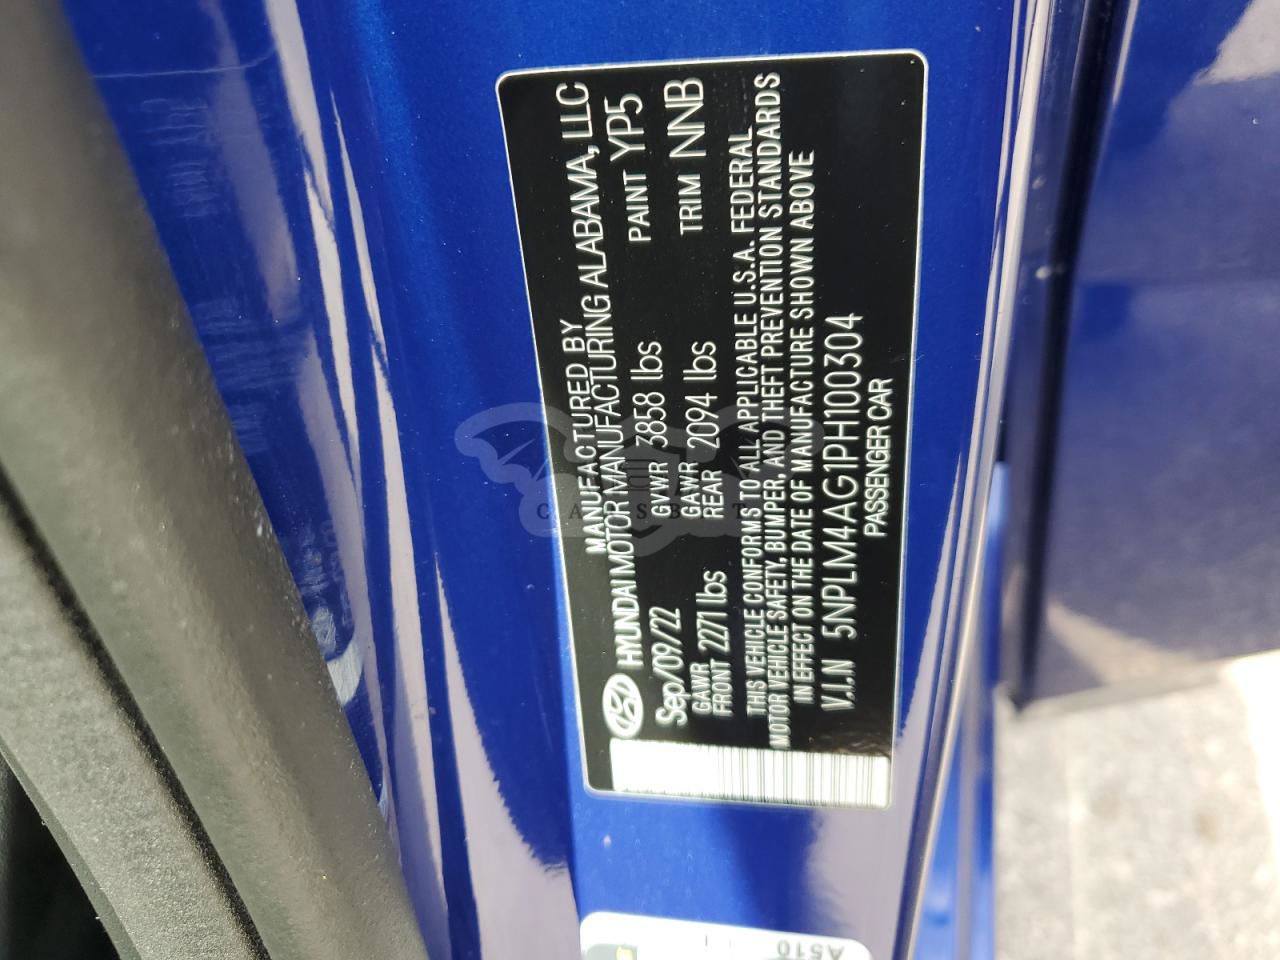 MANUFACTURED BY
HYUNDAI MOTOR MANUFACTURING ALABAMA, LLC
Sep/09/22 GVWR 3858 lbs PAINT YP5
GAWR FRONT 2271 lbs GAWR REAR 2094 lbs TRIM NNB
THIS VEHICLE CONFORMS TO ALL APPLICABLE U.S.A. FEDERAL
MOTOR VEHICLE SAFETY, BUMPER, AND THEFT PREVENTION STANDARDS
IN EFFECT ON THE DATE OF MANUFACTURE SHOWN ABOVE
V.I.N 5NPLM4AG1PH100304
PASSENGER CAR
A510